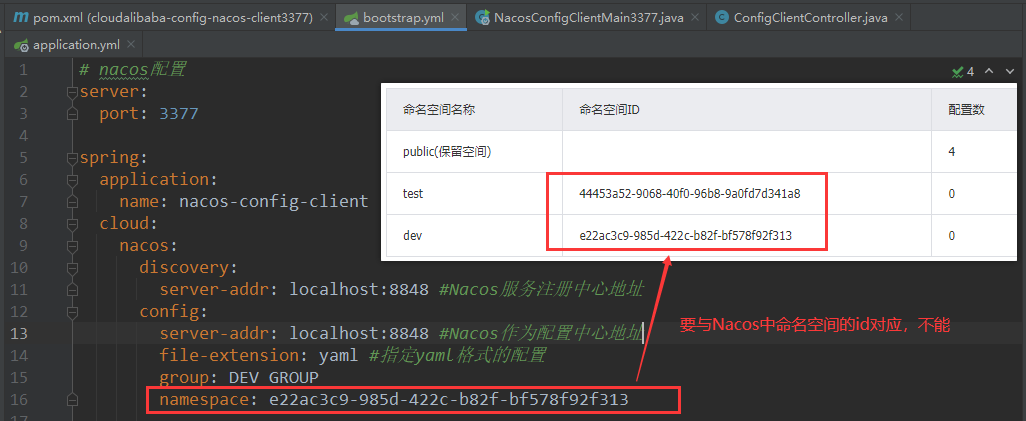 pom.xml (cloudalibaba-config-nacos-client3377)
bootstrap.yml
NacosConfigClientMain3377.java
ConfigClientController.java
application.yml
1 # nacos配置
4
2 server:
3 port: 3377
4
5 spring:
6 application:
7 name: nacos-config-client
8 cloud:
9 nacos:
10 discovery:
11 server-addr: localhost:8848 #Nacos服务注册中心地址
12 config:
13 server-addr: localhost:8848 #Nacos作为配置中心地址
14 file-extension: yaml #指定yaml格式的配置
15 group: DEV GROUP
16 namespace: e22ac3c9-985d-422c-b82f-bf578f92f313
命名空间名称 命名空间ID 配置数
public(保留空间) 4
test 44453a52-9068-40f0-96b8-9a0fd7d341a8 0
dev e22ac3c9-985d-422c-b82f-bf578f92f313 0
要与Nacos中命名空间的id对应，不能